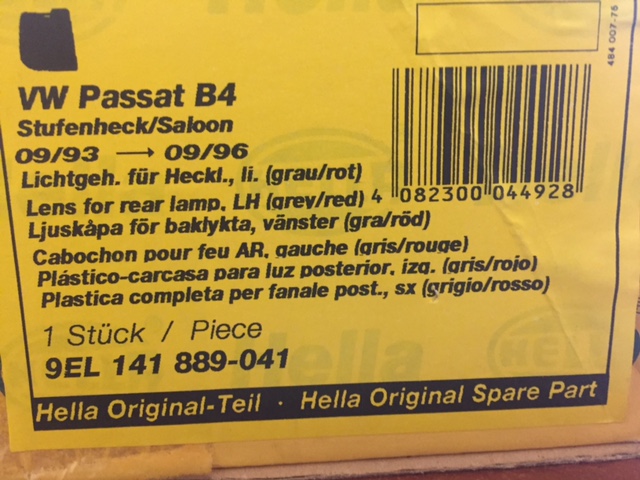 484 007-76
VW Passat B4
Stufenheck/Saloon
09/93 → 09/96
Lichtgeh. für Heckl., li. (grau/rot)
Lens for rear lamp, LH (grey/red)
4 082300 044928
Ljuskåpa för baklykta, vänster (gra/röd)
Cabochon pour feu AR, gauche (gris/rouge)
Plástico-carcasa para luz posterior, izq. (gris/rojo)
Plastica completa per fanale post., sx (grigio/rosso)
1 Stück / Piece
9EL 141 889-041
Hella
HELLA
Hella Original-Teil · Hella Original Spare Part